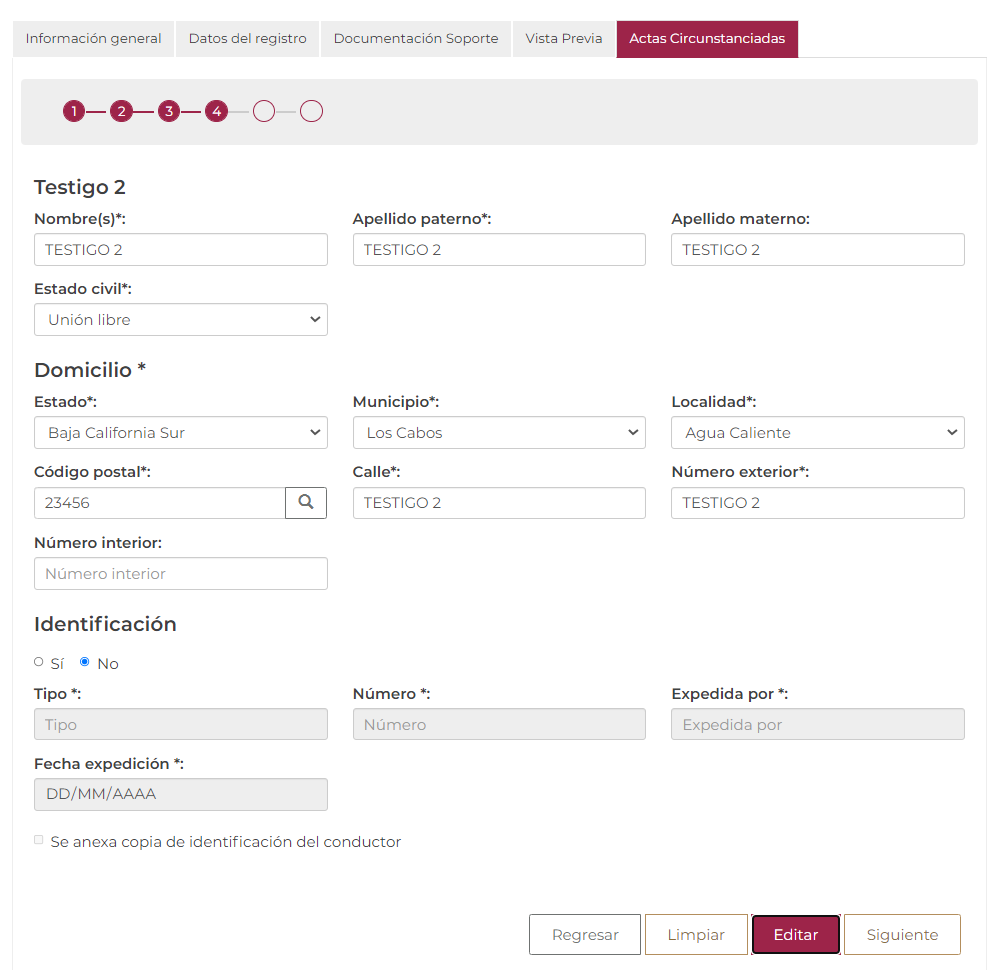 Información general Datos del registro Documentación Soporte Vista Previa Actas Circunstanciadas
1 2 3 4
Testigo 2
Nombre(s)*: Apellido paterno*: Apellido materno:
TESTIGO 2 TESTIGO 2 TESTIGO 2
Estado civil*:
Unión libre
Domicilio *
Estado*: Municipio*: Localidad*:
Baja California Sur Los Cabos Agua Caliente
Código postal*: Calle*: Número exterior*:
23456 TESTIGO 2 TESTIGO 2
Número interior:
Número interior
Identificación
Sí No
Tipo *: Número *: Expedida por *:
Tipo Número Expedida por
Fecha expedición *:
DD/MM/AAAA
Se anexa copia de identificación del conductor
Regresar Limpiar Editar Siguiente